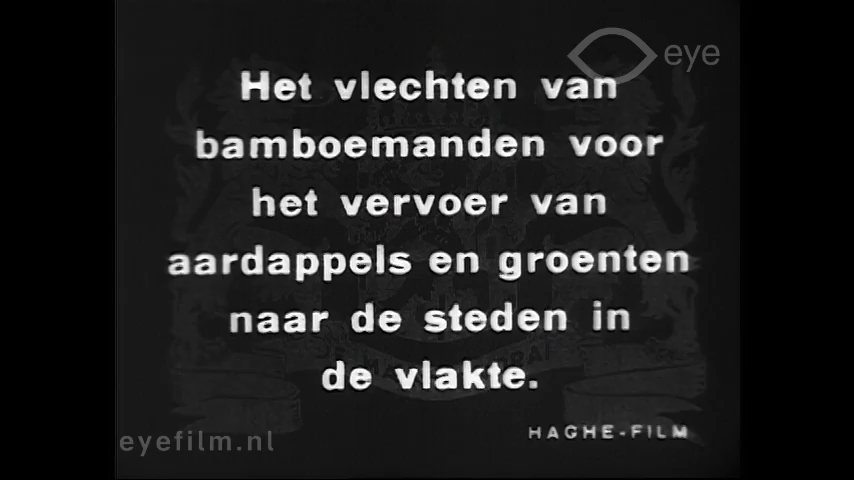 eye
Het vlechten van
bamboemanden voor
het vervoer van
aardappels en groenten
naar de steden in
de vlakte.
HAGHE-FILM
eyefilm.nl